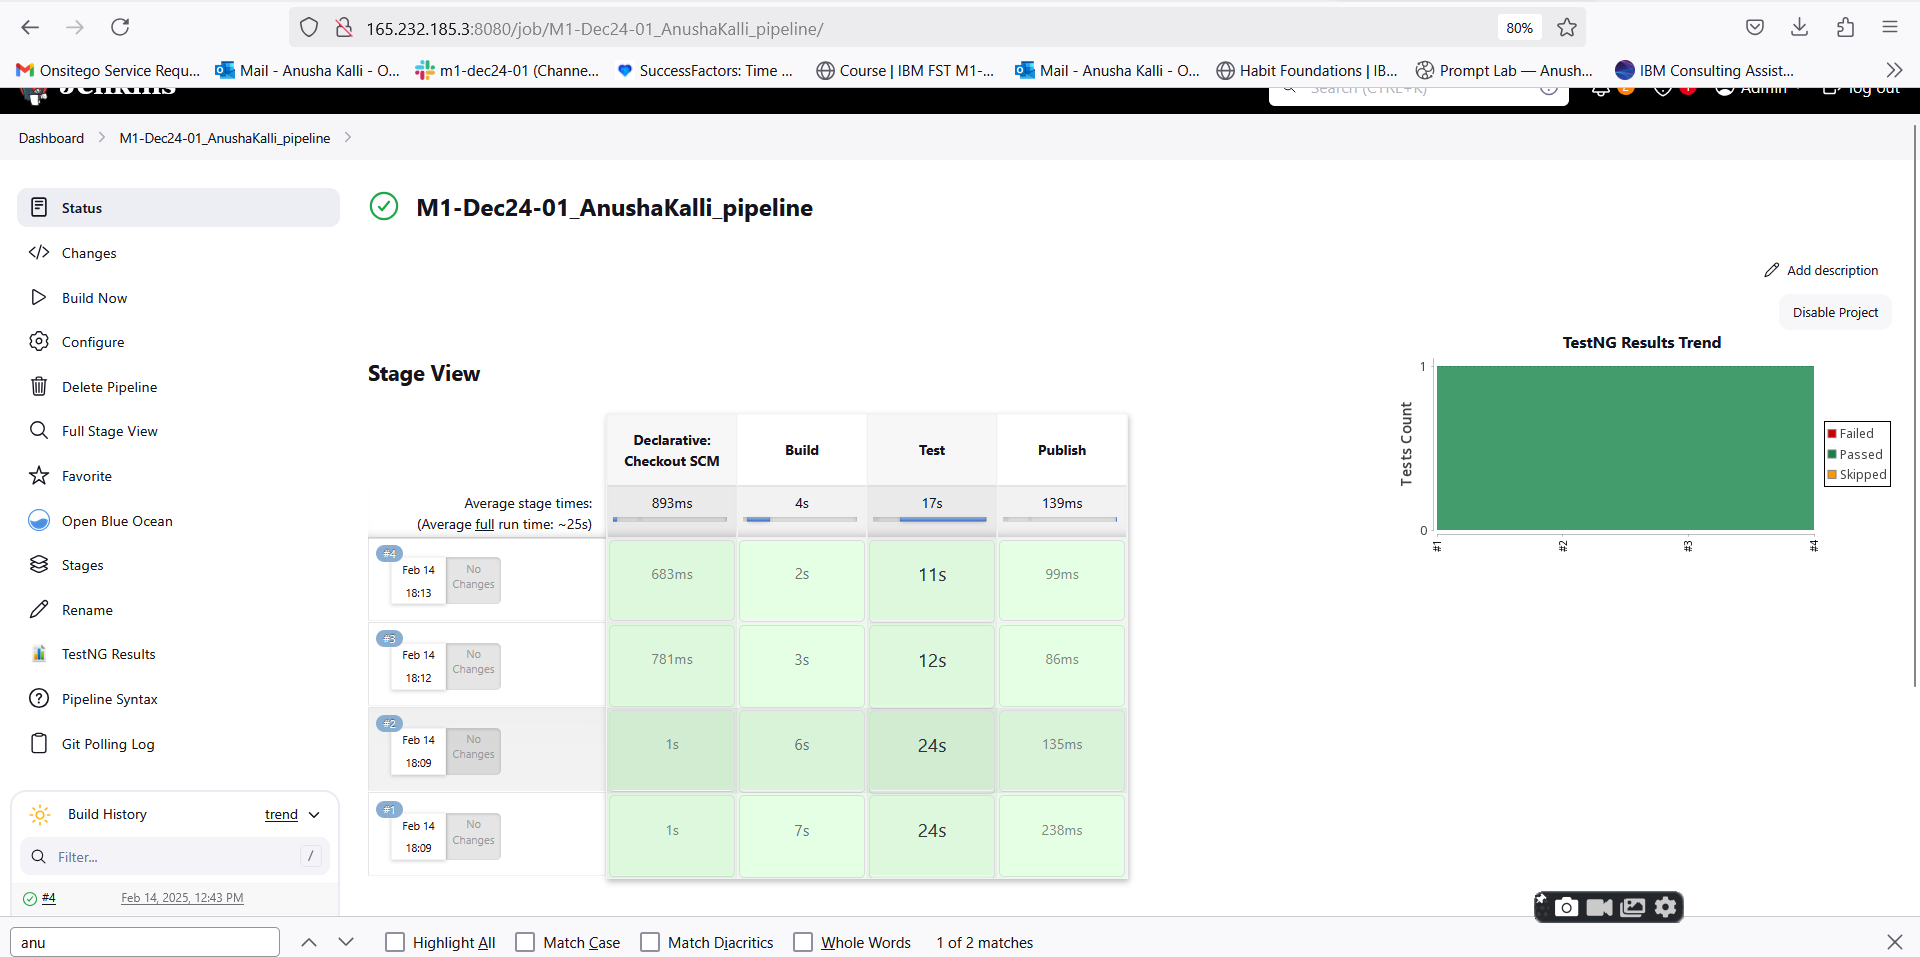 165.232.185.3:8080/job/M1-Dec24-01_AnushaKalli_pipeline/
80%
Onsitego Service Requ...
Mail - Anusha Kalli - O...
m1-dec24-01 (Channe...
SuccessFactors: Time ...
Course | IBM FST M1-...
Mail - Anusha Kalli - O...
Habit Foundations | IB...
Prompt Lab — Anush...
IBM Consulting Assist...
Jenkins
Search (CTRL+K)
Admin
log out
Dashboard
M1-Dec24-01_AnushaKalli_pipeline
Status
Changes
Build Now
Configure
Delete Pipeline
Full Stage View
Favorite
Open Blue Ocean
Stages
Rename
TestNG Results
Pipeline Syntax
Git Polling Log
Build History
trend
Filter...
/
#4
Feb 14, 2025, 12:43 PM
M1-Dec24-01_AnushaKalli_pipeline
Add description
Disable Project
Stage View
Declarative: Checkout SCM
Build
Test
Publish
Average stage times:
(Average full run time: ~25s)
893ms
4s
17s
139ms
#4
Feb 14
18:13
No Changes
683ms
2s
11s
99ms
#3
Feb 14
18:12
No Changes
781ms
3s
12s
86ms
#2
Feb 14
18:09
No Changes
1s
6s
24s
135ms
#1
Feb 14
18:09
No Changes
1s
7s
24s
238ms
TestNG Results Trend
Tests Count
1
0
#1
#2
#3
#4
Failed
Passed
Skipped
anu
Highlight All
Match Case
Match Diacritics
Whole Words
1 of 2 matches